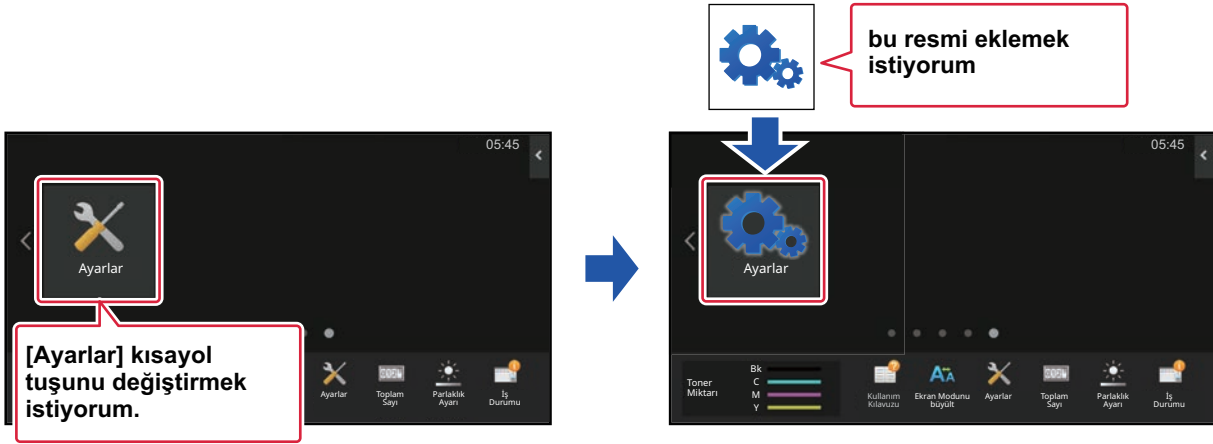 bu resmi eklemek
istiyorum
05:45
Ayarlar
[Ayarlar] kısayol
tuşunu değiştirmek
istiyorum.
Ayarlar
Toplam
Sayı
Parlaklık
Ayarı
İş
Durumu
05:45
Ayarlar
Toner
Miktarı
Bk
C
M
Y
Kullanım
Kılavuzu
Ekran Modunu
büyült
Ayarlar
Toplam
Sayı
Parlaklık
Ayarı
İş
Durumu